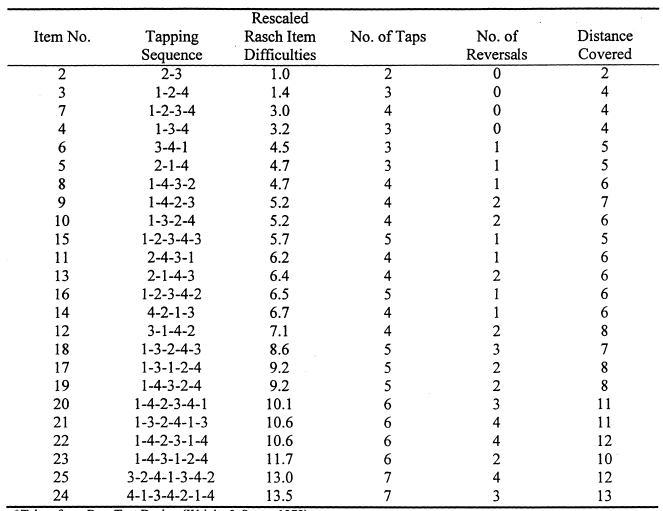 Rescaled
Item No. Tapping Rasch Item No. of Taps No. of Distance
Sequence Difficulties Reversals Covered
2 2-3 1.0 2 0 2
3 1-2-4 1.4 3 0 4
7 1-2-3-4 3.0 4 0 4
4 1-3-4 3.2 3 0 4
6 3-4-1 4.5 3 1 5
5 2-1-4 4.7 3 1 5
8 1-4-3-2 4.7 4 1 6
9 1-4-2-3 5.2 4 2 7
10 1-3-2-4 5.2 4 2 6
15 1-2-3-4-3 5.7 5 1 5
11 2-4-3-1 6.2 4 1 6
13 2-1-4-3 6.4 4 2 6
16 1-2-3-4-2 6.5 5 1 6
14 4-2-1-3 6.7 4 1 6
12 3-1-4-2 7.1 4 2 8
18 1-3-2-4-3 8.6 5 3 7
17 1-3-1-2-4 9.2 5 2 8
19 1-4-3-2-4 9.2 5 2 8
20 1-4-2-3-4-1 10.1 6 3 11
21 1-3-2-4-1-3 10.6 6 4 11
22 1-4-2-3-1-4 10.6 6 4 12
23 1-4-3-1-2-4 11.7 6 2 10
25 3-2-4-1-3-4-2 13.0 7 4 12
24 4-1-3-4-2-1-4 13.5 7 3 13